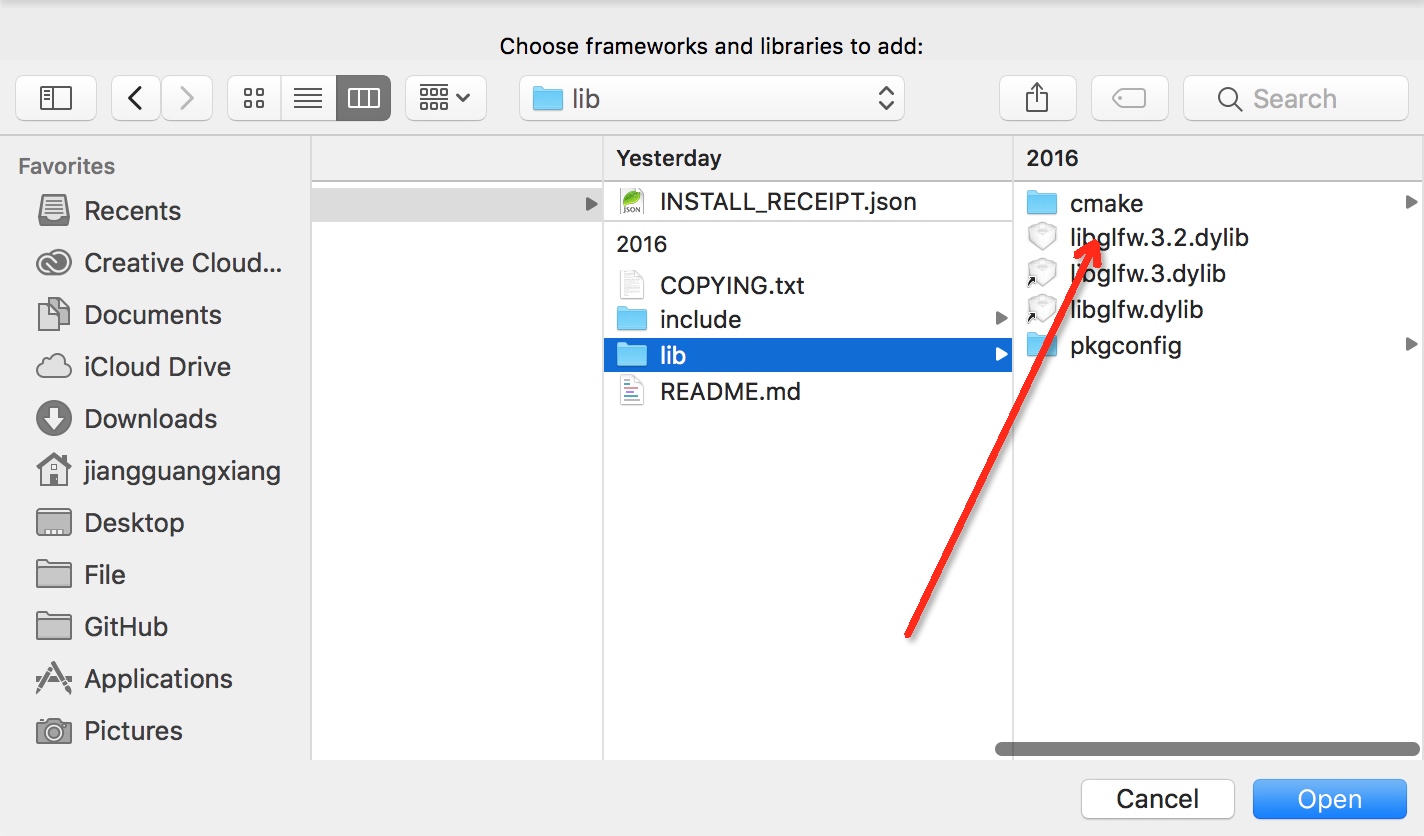 Choose frameworks and libraries to add:
lib
Search
Favorites
Recents
Creative Cloud...
Documents
iCloud Drive
Downloads
jiangguangxiang
Desktop
File
GitHub
Applications
Pictures
Yesterday
JSON
INSTALL_RECEIPT.json
2016
COPYING.txt
include
lib
README.md
2016
cmake
libglfw.3.2.dylib
libglfw.3.dylib
libglfw.dylib
pkgconfig
Cancel
Open